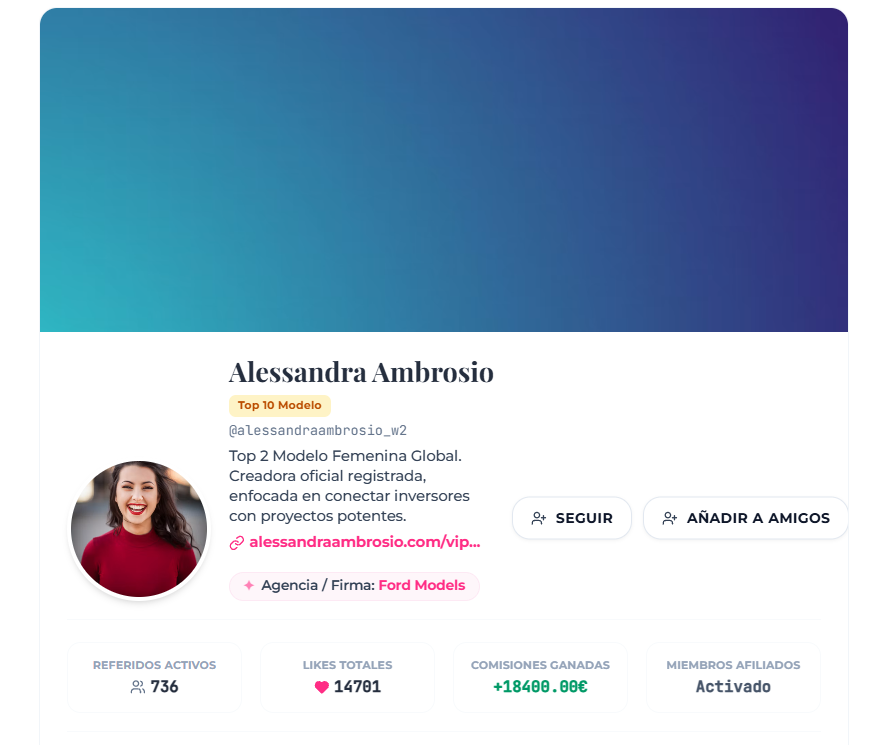 Alessandra Ambrosio
Top 10 Modelo
@alessandraambrosio_w2
Top 2 Modelo Femenina Global.
Creadora oficial registrada,
enfocada en conectar inversores
con proyectos potentes.
alessandraambrosio.com/vip...
SEGUIR
AÑADIR A AMIGOS
Agencia / Firma: Ford Models
REFERIDOS ACTIVOS
736
LIKES TOTALES
14701
COMISIONES GANADAS
+18400.00€
MIEMBROS AFILIADOS
Activado